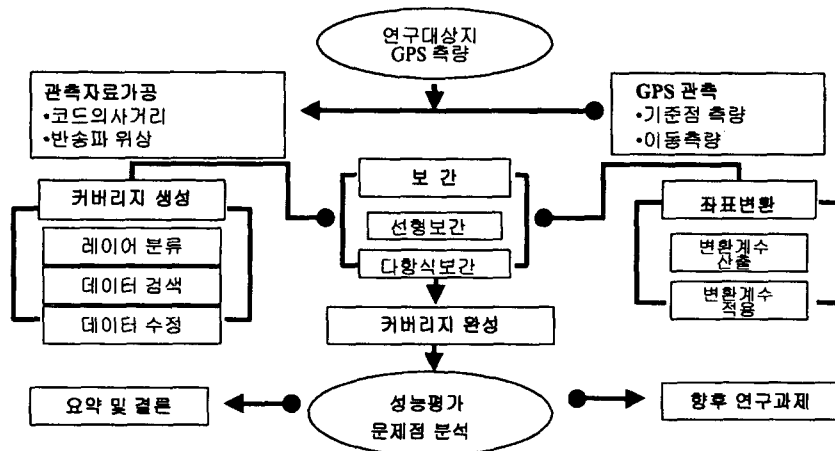 연구대상지
GPS 측량
관측자료가공
•코드의사거리
•반송파 위상
GPS 관측
•기준점 측량
•이동측량
커버리지 생성
레이어 분류
데이터 검색
데이터 수정
보 간
선형보간
다항식보간
좌표변환
변환계수
산출
변환계수
적용
커버리지 완성
요약 및 결론
성능평가
문제점 분석
향후 연구과제